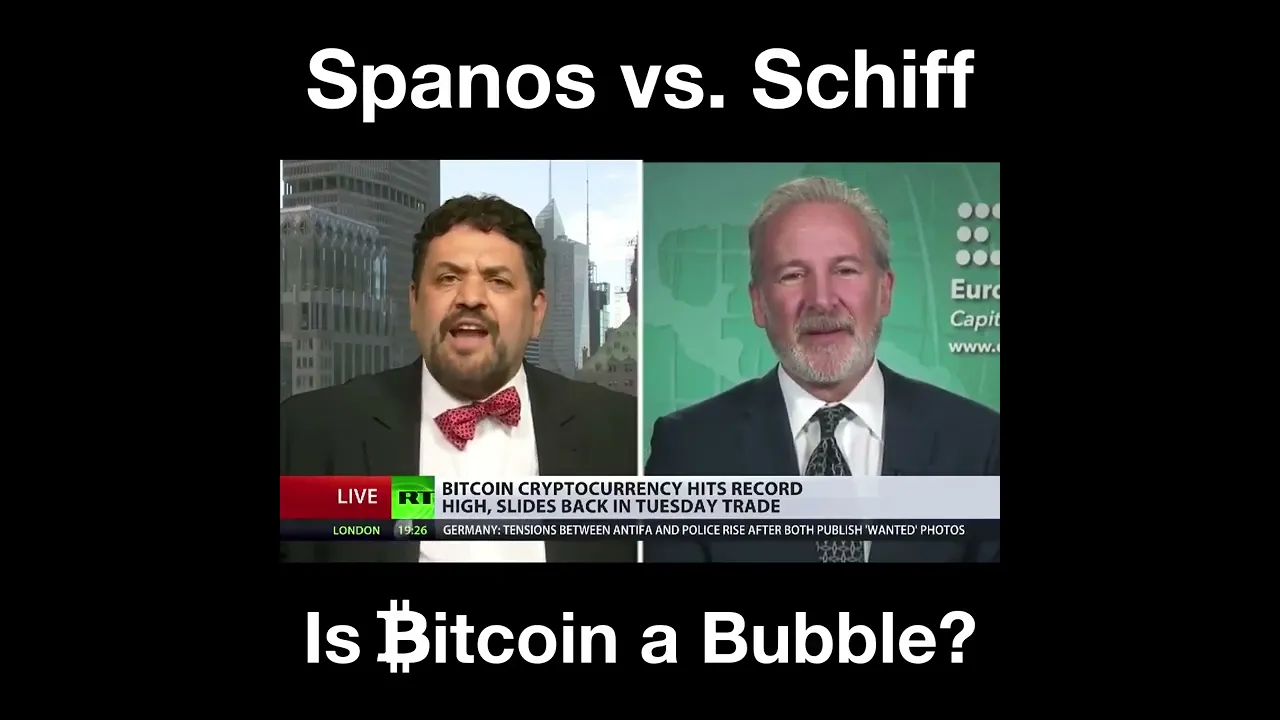 Spanos vs. Schiff
Capit
www.
LIVE
RT
BITCOIN CRYPTOCURRENCY HITS RECORD
HIGH, SLIDES BACK IN TUESDAY TRADE
LONDON 19:26 GERMANY: TENSIONS BETWEEN ANTIFA AND POLICE RISE AFTER BOTH PUBLISH 'WANTED' PHOTOS
Is ₿itcoin a Bubble?